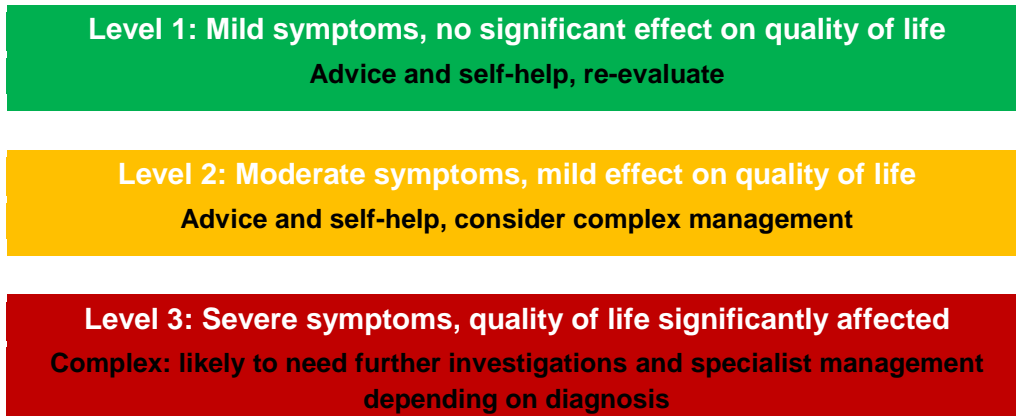 Level 1: Mild symptoms, no significant effect on quality of life
Advice and self-help, re-evaluate
Level 2: Moderate symptoms, mild effect on quality of life
Advice and self-help, consider complex management
Level 3: Severe symptoms, quality of life significantly affected
Complex: likely to need further investigations and specialist management
depending on diagnosis